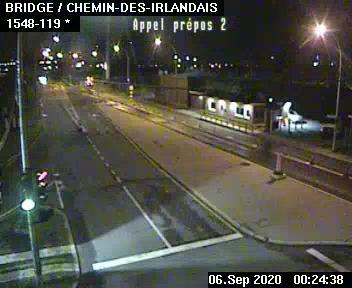 BRIDGE / CHEMIN-DES-IRLANDAIS
1548-119 *
Appel prépos 2
06.Sep 2020 00:24:38